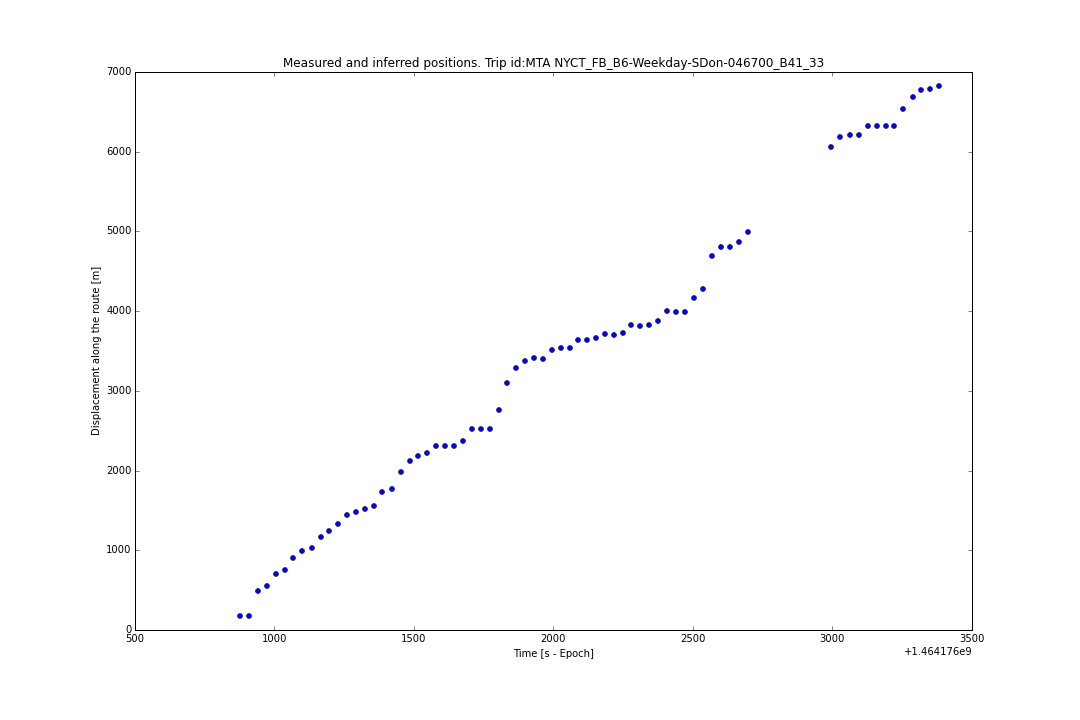 Measured and inferred positions. Trip id:MTA NYCT_FB_B6-Weekday-SDon-046700_B41_33
7000
6000
5000
4000
3000
2000
1000
0
Displacement along the route [m]
500 1000 1500 2000 2500 3000 3500
Time [s - Epoch]
+1.464176e9